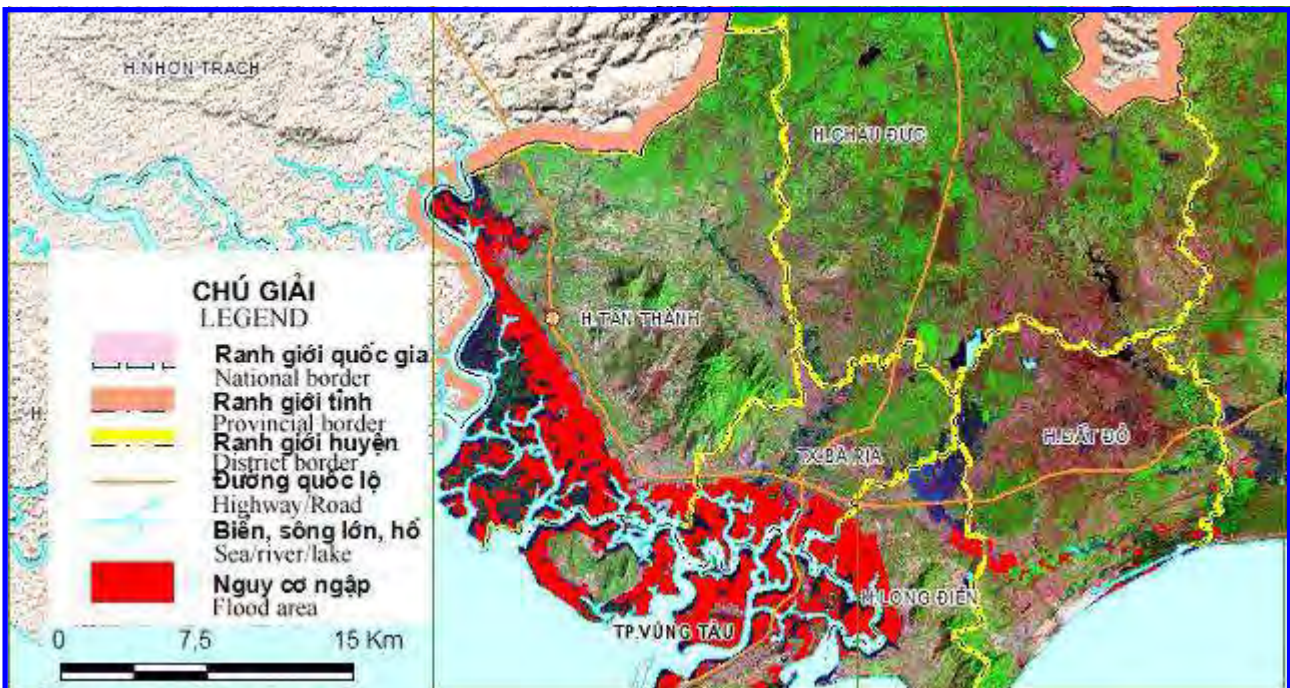 H.NHƠN TRẠCH
H.CHÂU ĐỨC
H.TÂN THÀNH
CHÚ GIẢI
LEGEND
Ranh giới quốc gia
National border
Ranh giới tỉnh
Provincial border
Ranh giới huyện
District border
Đường quốc lộ
Highway/Road
Biển, sông lớn, hồ
Sea/river/lake
Nguy cơ ngập
Flood area
0 7,5 15 Km
H.
TX.BÀ RỊA
H.ĐẤT ĐỎ
H.LONG ĐIỀN
TP.VŨNG TÀU